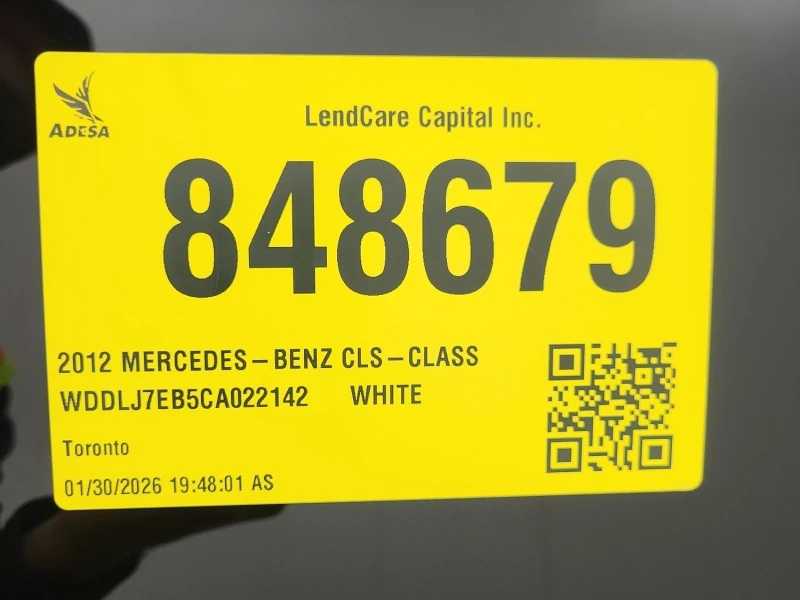 ADESA
LendCare Capital Inc.
848679
2012 MERCEDES-BENZ CLS-CLASS
WDDLJ7EB5CA022142 WHITE
Toronto
01/30/2026 19:48:01 AS